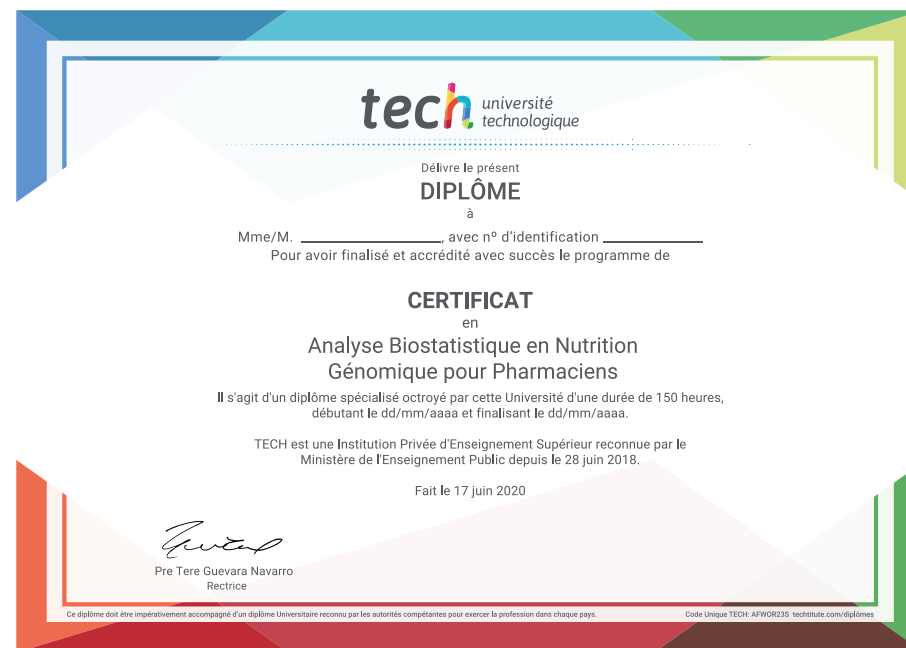 tech université
technologique
Délivre le présent
DIPLÔME
à
Mme/M. ____________, avec nº d'identification ____________
Pour avoir finalisé et accrédité avec succès le programme de
CERTIFICAT
en
Analyse Biostatistique en Nutrition
Génomique pour Pharmaciens
Il s'agit d'un diplôme spécialisé octroyé par cette Université d'une durée de 150 heures,
débutant le dd/mm/aaaa et finalisant le dd/mm/aaaa.
TECH est une Institution Privée d'Enseignement Supérieur reconnue par le
Ministère de l'Enseignement Public depuis le 28 juin 2018.
Fait le 17 juin 2020
Pre Tere Guevara Navarro
Rectrice
Ce diplôme doit être impérativement accompagné d'un diplôme Universitaire reconnu par les autorités compétentes pour exercer la profession dans chaque pays.
Code Unique TECH: AFWOR23S techtitute.com/diplômes